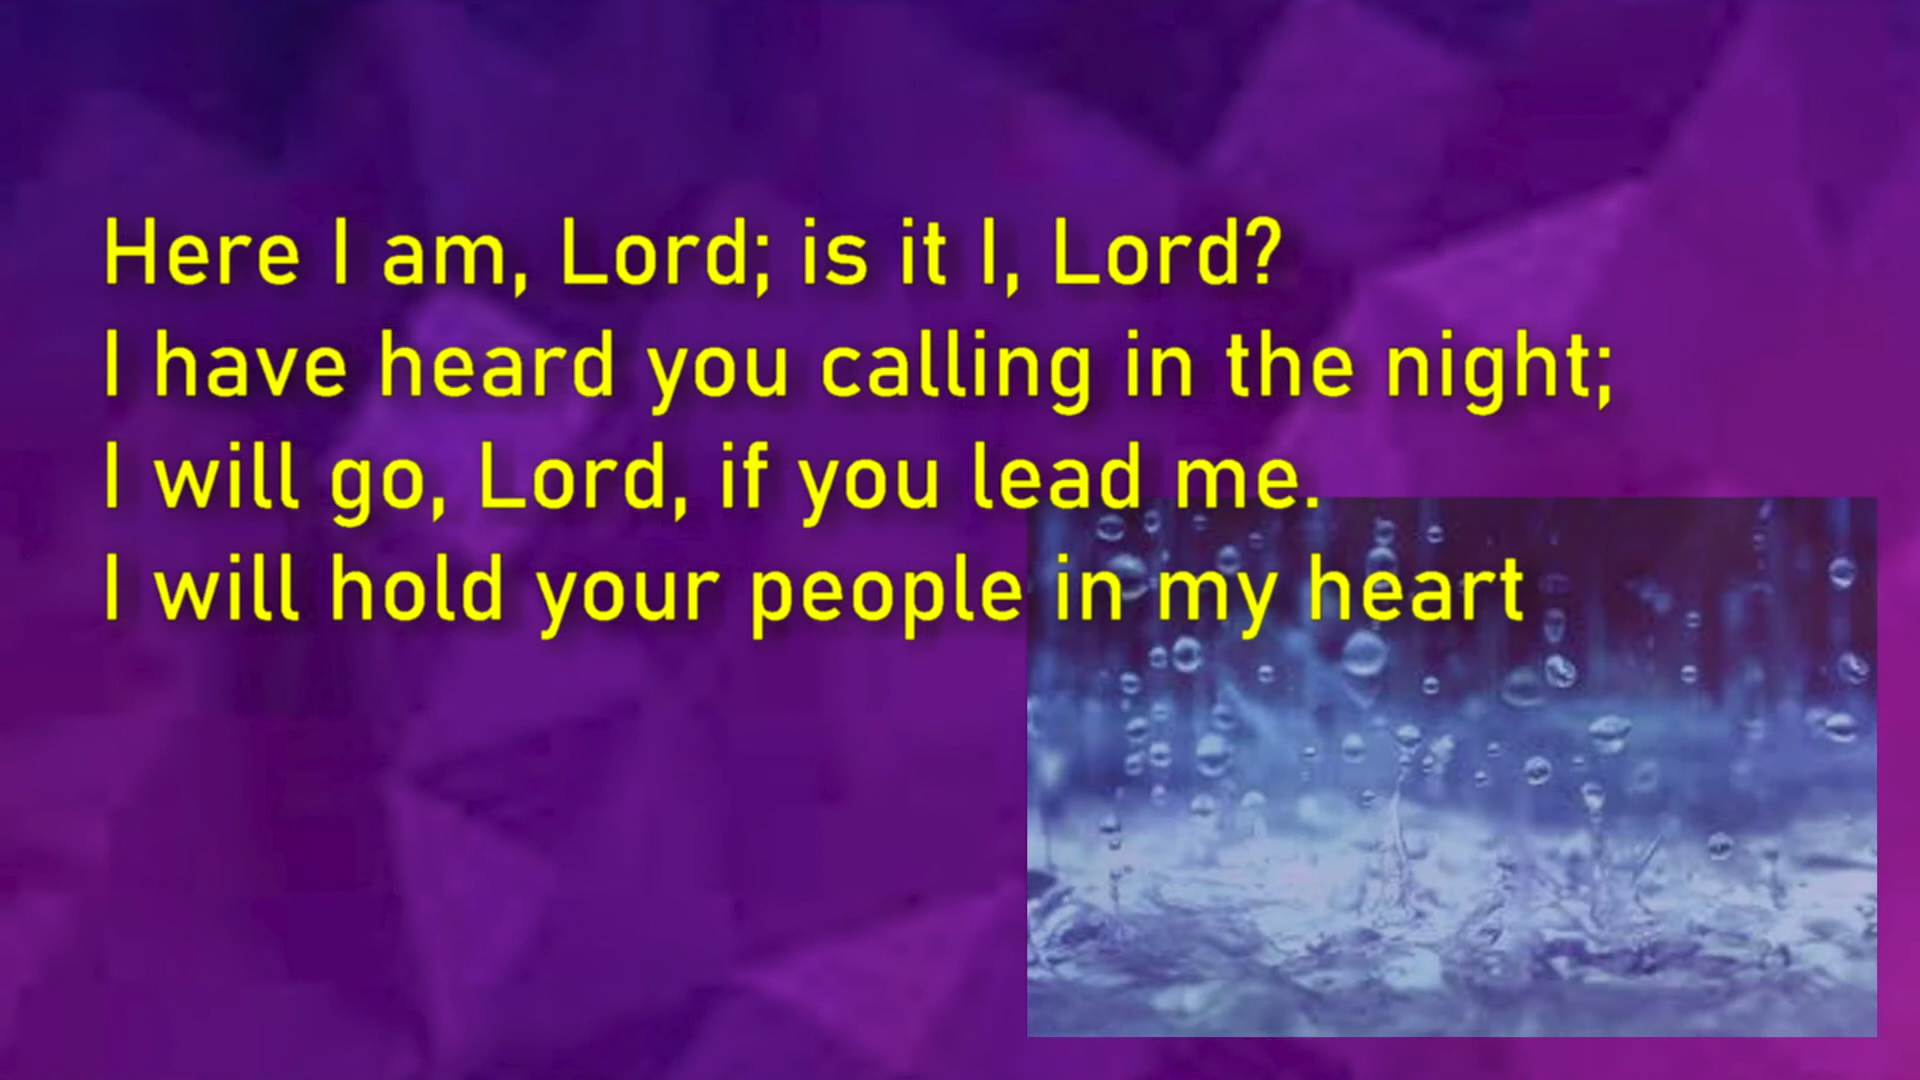 Here I am, Lord; is it I, Lord?
I have heard you calling in the night;
I will go, Lord, if you lead me.
I will hold your people in my heart